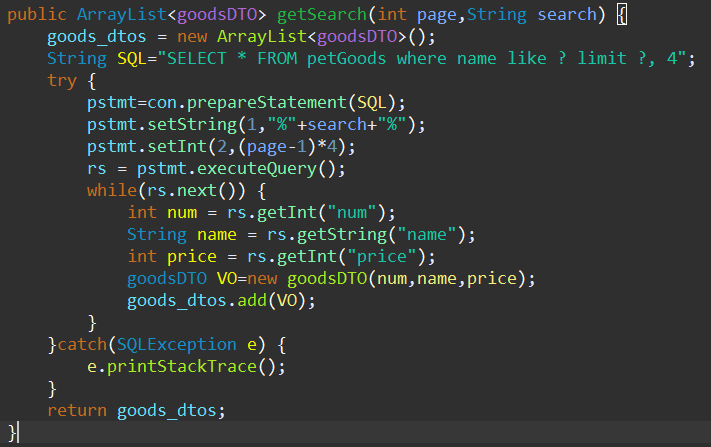 public ArrayList<goodsDTO> getSearch(int page,String search) {
    goods_dtos = new ArrayList<goodsDTO>();
    String SQL="SELECT * FROM petGoods where name like ? limit ?, 4";
    try {
        pstmt=con.prepareStatement(SQL);
        pstmt.setString(1,"%"+search+"%");
        pstmt.setInt(2,(page-1)*4);
        rs = pstmt.executeQuery();
        while(rs.next()) {
            int num = rs.getInt("num");
            String name = rs.getString("name");
            int price = rs.getInt("price");
            goodsDTO VO=new goodsDTO(num,name,price);
            goods_dtos.add(VO);
        }
    }catch(SQLException e) {
        e.printStackTrace();
    }
    return goods_dtos;
}